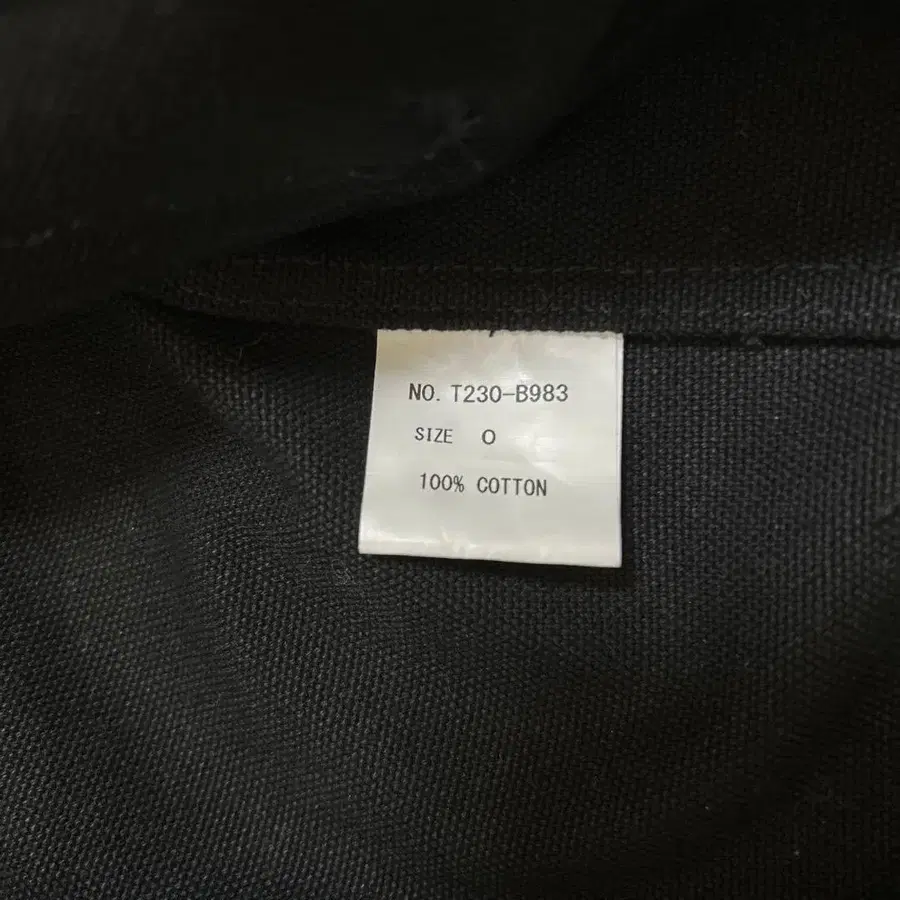 NO. T230-B983
SIZE O
100% COTTON